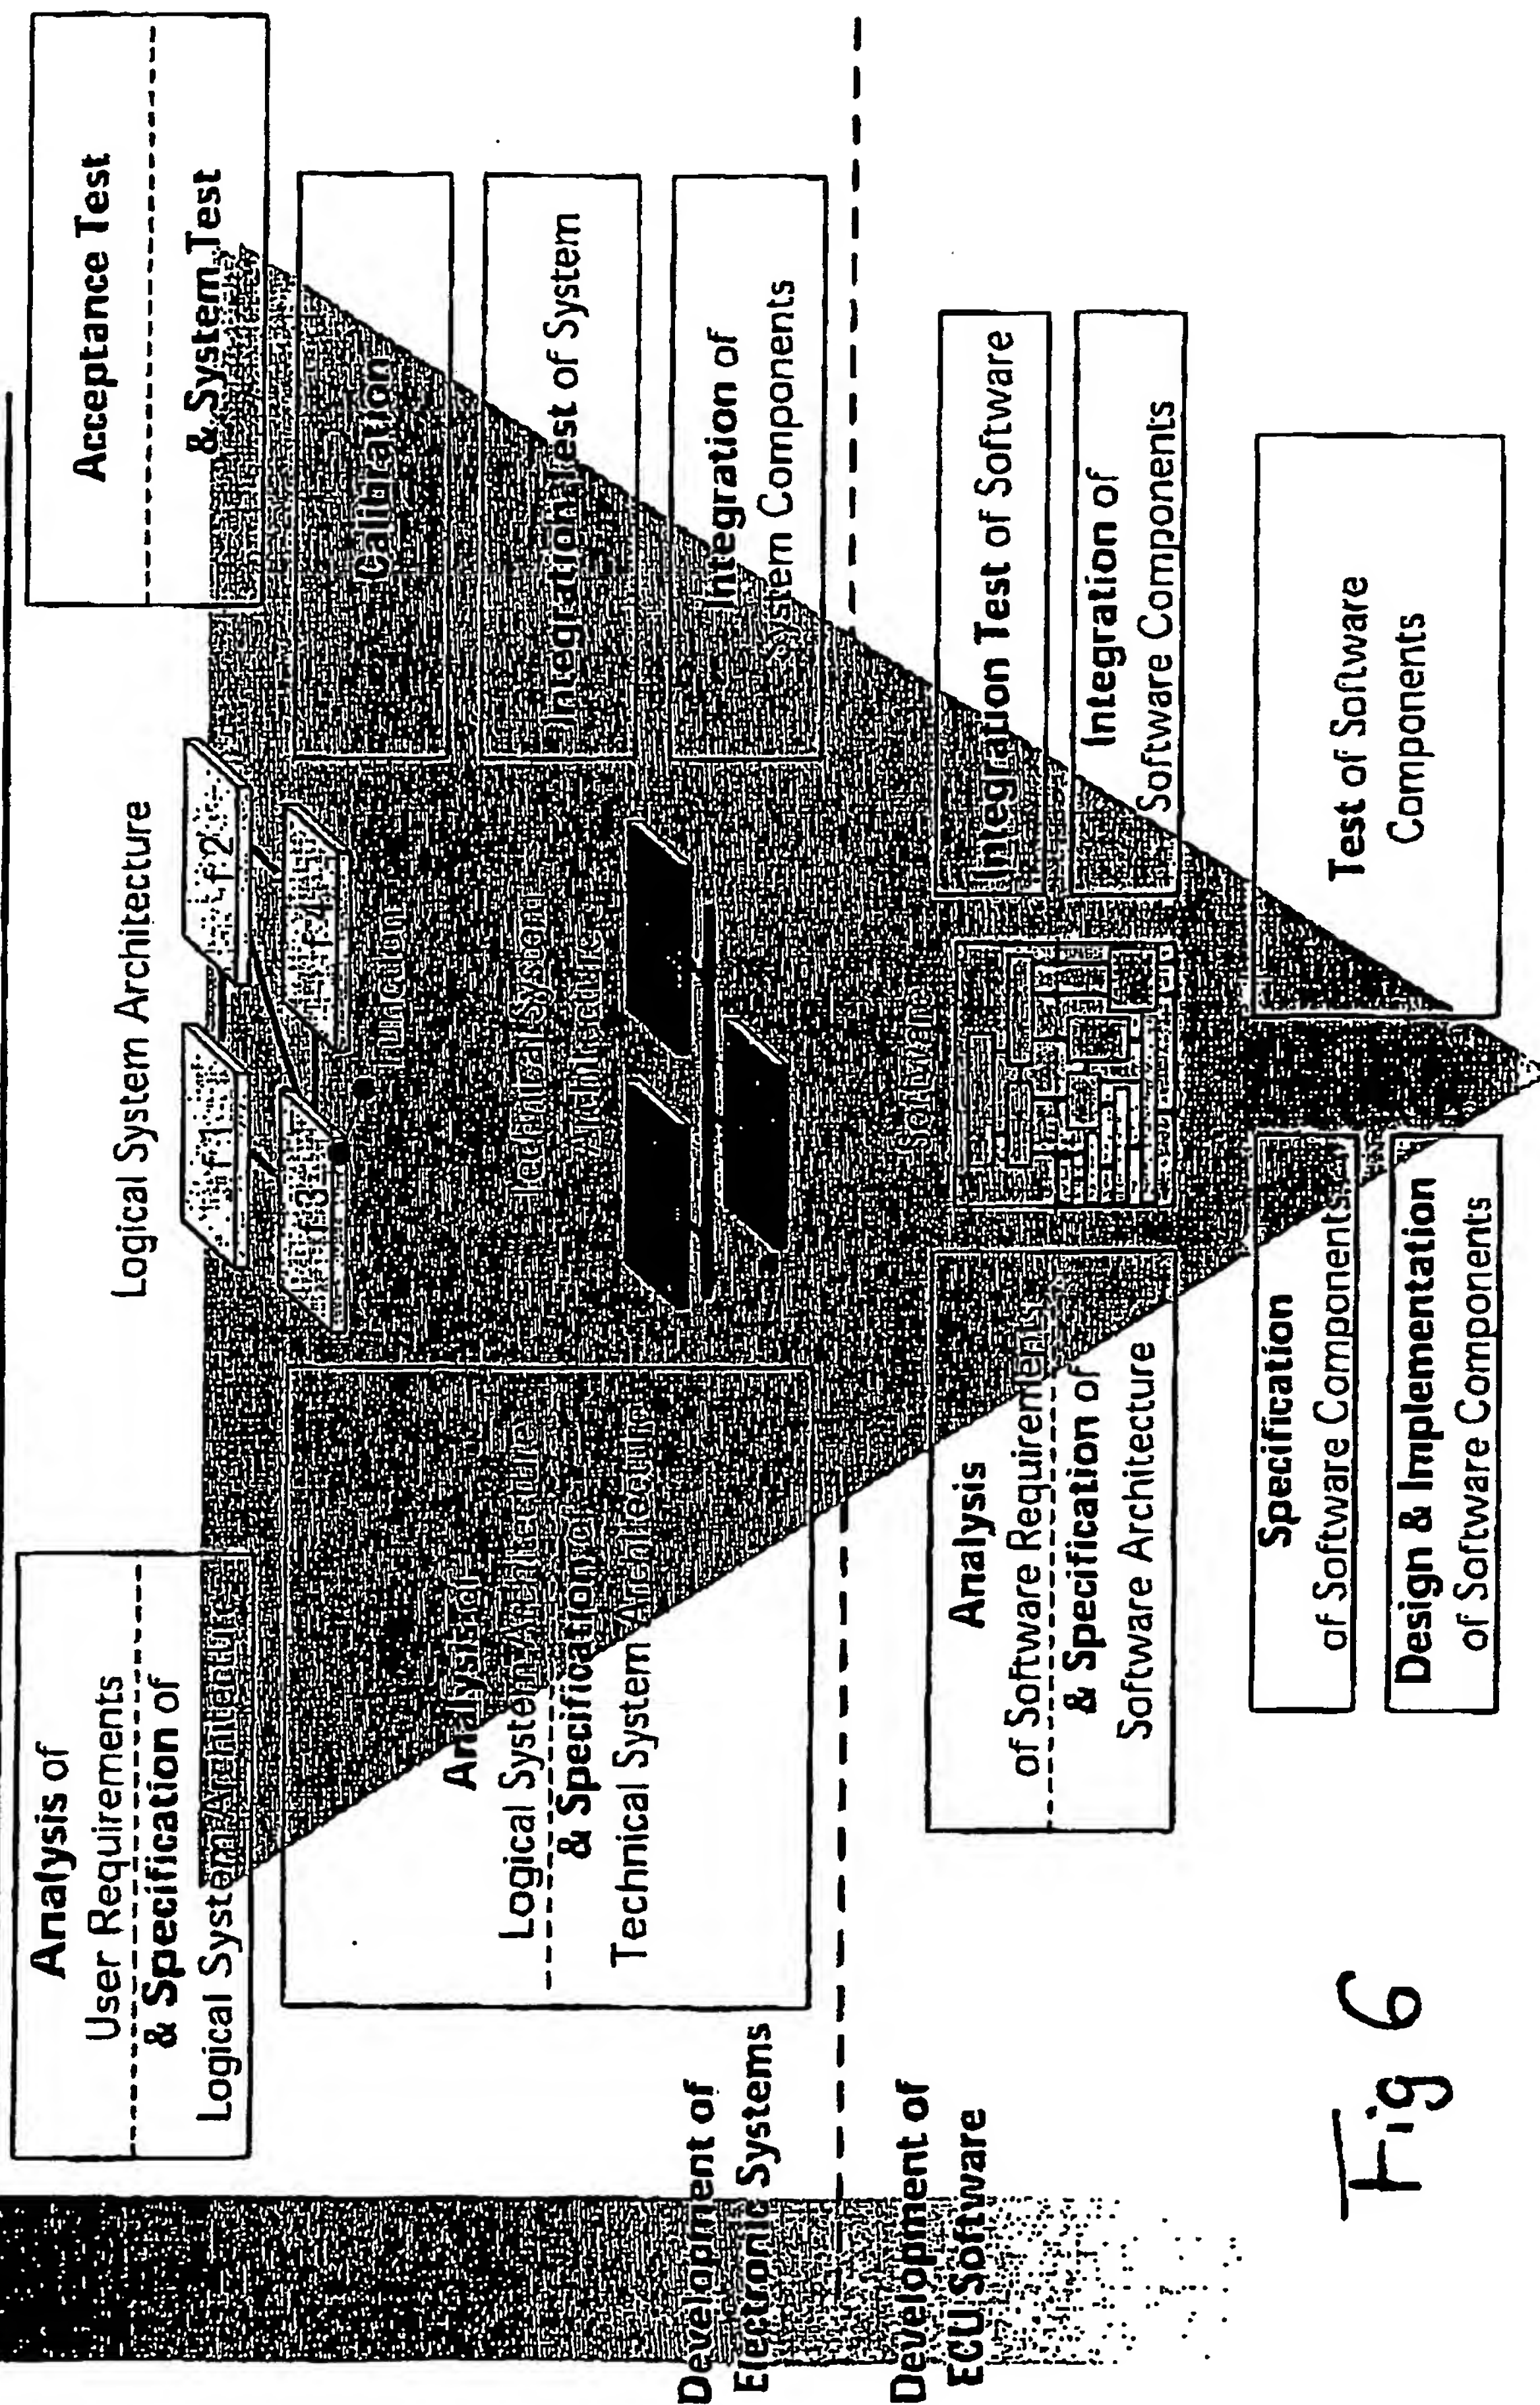 Analysis of
User Requirements
& Specification of
Logical System Architecture
Logical System Architecture
Acceptance Test
& System Test
f1
f2
f3
f4
Function
Analysis of
Logical System Architecture
& Specification of
Technical System Architecture
Technical System
Architecture
Calibration
Integration Test of System
Integration of
System Components
Development of
Electronic Systems
Development of
ECU Software
Analysis
of Software Requirements
& Specification of
Software Architecture
Software
Integration Test of Software
Integration of
Software Components
Specification
of Software Components
Design & Implementation
of Software Components
Test of Software
Components
Fig 6